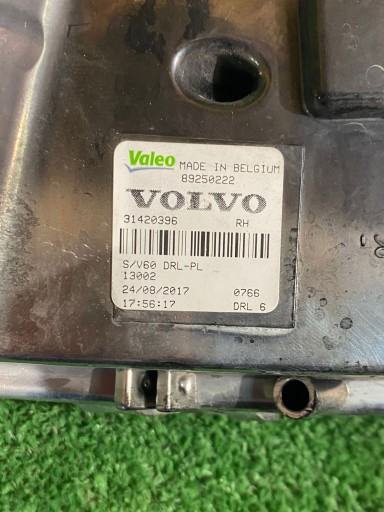 Valeo MADE IN BELGIUM
89250222
VOLVO
31420396 RH
S/V60 DRL-PL
13002
24/08/2017 0766
17:56:17 DRL 6